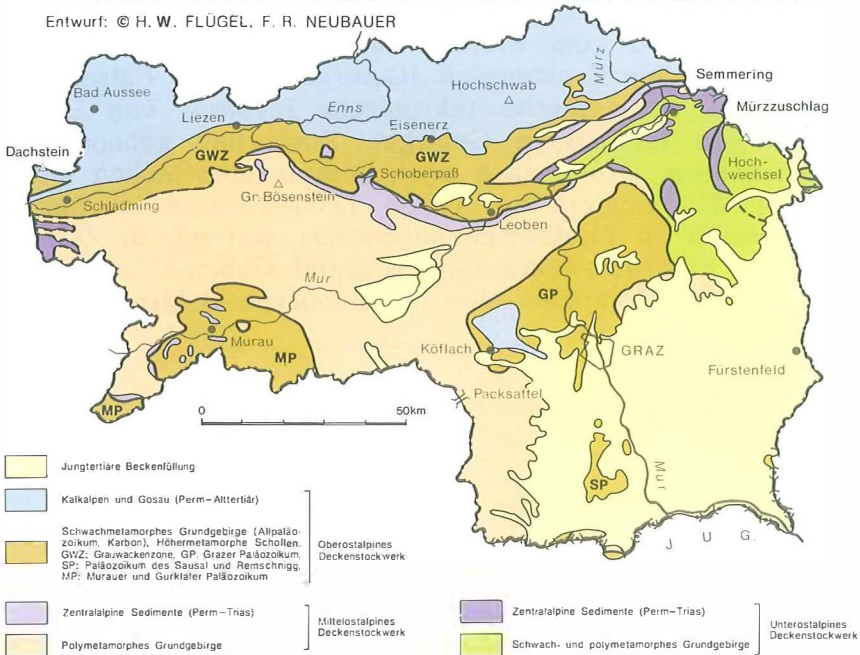 Entwurf: © H. W. FLÜGEL, F. R. NEUBAUER
Bad Aussee
Liezen
Enns
Hochschwab
Mürz
Semmering
Mürzzuschlag
Eisenerz
Dachstein
GWZ
GWZ
Schoberpaß
Hoch-
wechsel
Schladming
Gr. Bösenstein
Leoben
Mur
GP
Murau
MP
Köflach
GRAZ
Fürstenfeld
Packsattel
MP
0 50km
SP
Mur
J U G.
Jungtertiäre Beckenfüllung
Kalkalpen und Gosau (Perm-Alttertiär)
Schwachmetamorphes Grundgebirge (Altpaläo-
zoikum, Karbon), Höhermetamorphe Schollen.
GWZ: Grauwackenzone, GP: Grazer Paläozoikum,
SP: Paläozoikum des Sausal und Remschnigg,
MP: Murauer und Gurktaler Paläozoikum
Oberostalpines
Deckenstockwerk
Zentralalpine Sedimente (Perm-Trias)
Polymetamorphes Grundgebirge
Mittelostalpines
Deckenstockwerk
Zentralalpine Sedimente (Perm-Trias)
Schwach- und polymetamorphes Grundgebirge
Unterostalpines
Deckenstockwerk